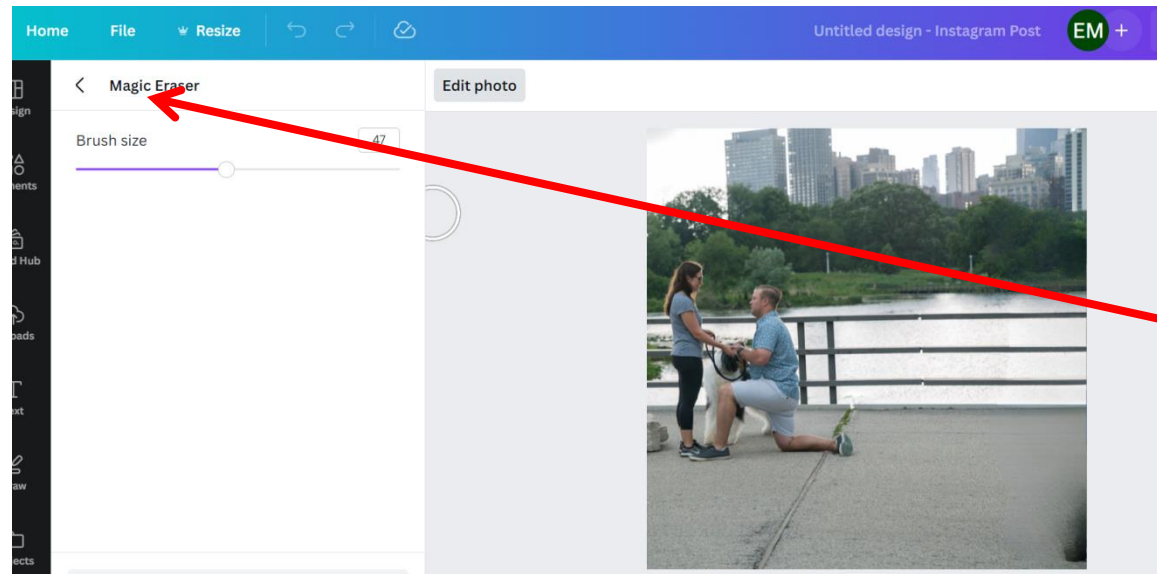 Home File Resize Untitled design - Instagram Post EM +
Magic Eraser Edit photo
sign
Brush size 47
ents
d Hub
oads
ext
aw
ects